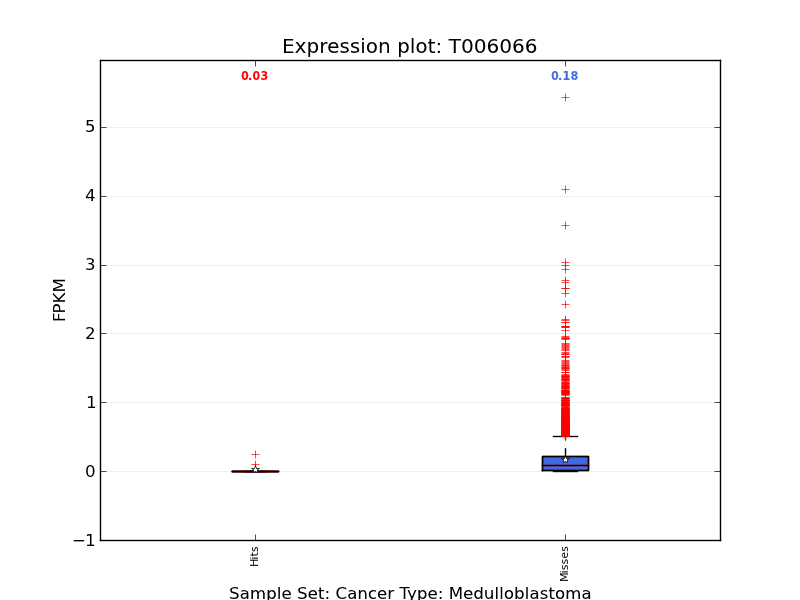 Expression plot: T006066
0.03
0.18
5
4
3
2
1
0
−1
FPKM
Hits
Misses
Sample Set: Cancer Type: Medulloblastoma